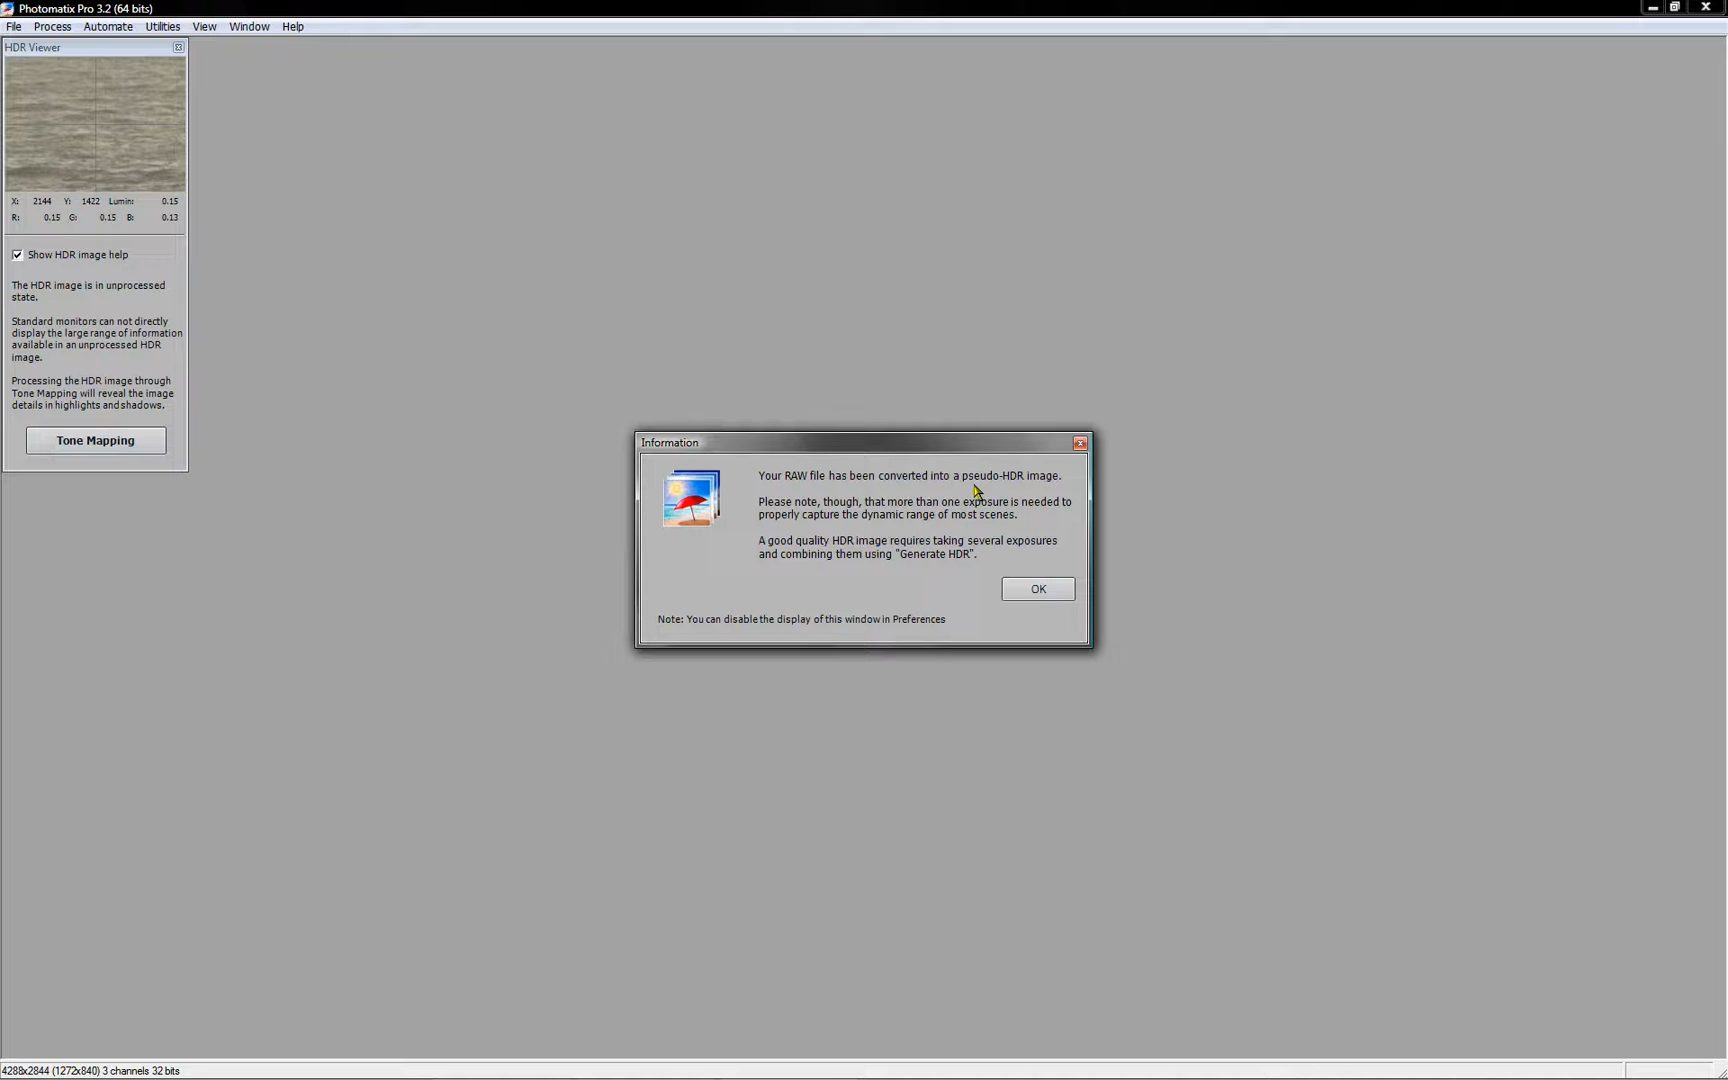 Photomatix Pro 3.2 (64 bits)
File Process Automate Utilities View Window Help
HDR Viewer
X: 2144 Y: 1422 Lumin: 0.15
R: 0.15 G: 0.15 B: 0.13
Show HDR image help
The HDR image is in unprocessed
state.
Standard monitors can not directly
display the large range of information
available in an unprocessed HDR
image.
Processing the HDR image through
Tone Mapping will reveal the image
details in highlights and shadows.
Tone Mapping
Information
Your RAW file has been converted into a pseudo-HDR image.
Please note, though, that more than one exposure is needed to
properly capture the dynamic range of most scenes.
A good quality HDR image requires taking several exposures
and combining them using "Generate HDR".
OK
Note: You can disable the display of this window in Preferences
4288x2844 (1272x840) 3 channels 32 bits